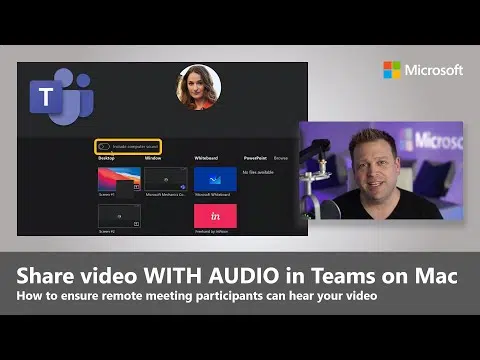 Microsoft
T
Include computer sound
Desktop
Window
Whiteboard
PowerPoint
Browse
No files available
Screen #1
Microsoft Mechanics Co
Microsoft Whiteboard
in
Screen #2
Freehand by InVision
Microsoft
Share video WITH AUDIO in Teams on Mac
How to ensure remote meeting participants can hear your video